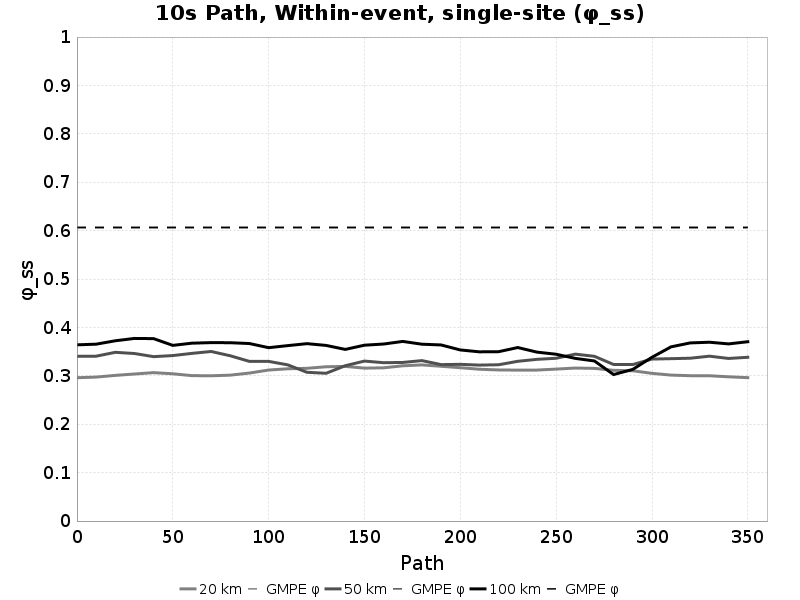 10s Path, Within-event, single-site (φ_ss)
1
0.9
0.8
0.7
0.6
0.5
0.4
0.3
0.2
0.1
0
φ_ss
0 50 100 150 200 250 300 350
Path
20 km GMPE φ 50 km GMPE φ 100 km GMPE φ